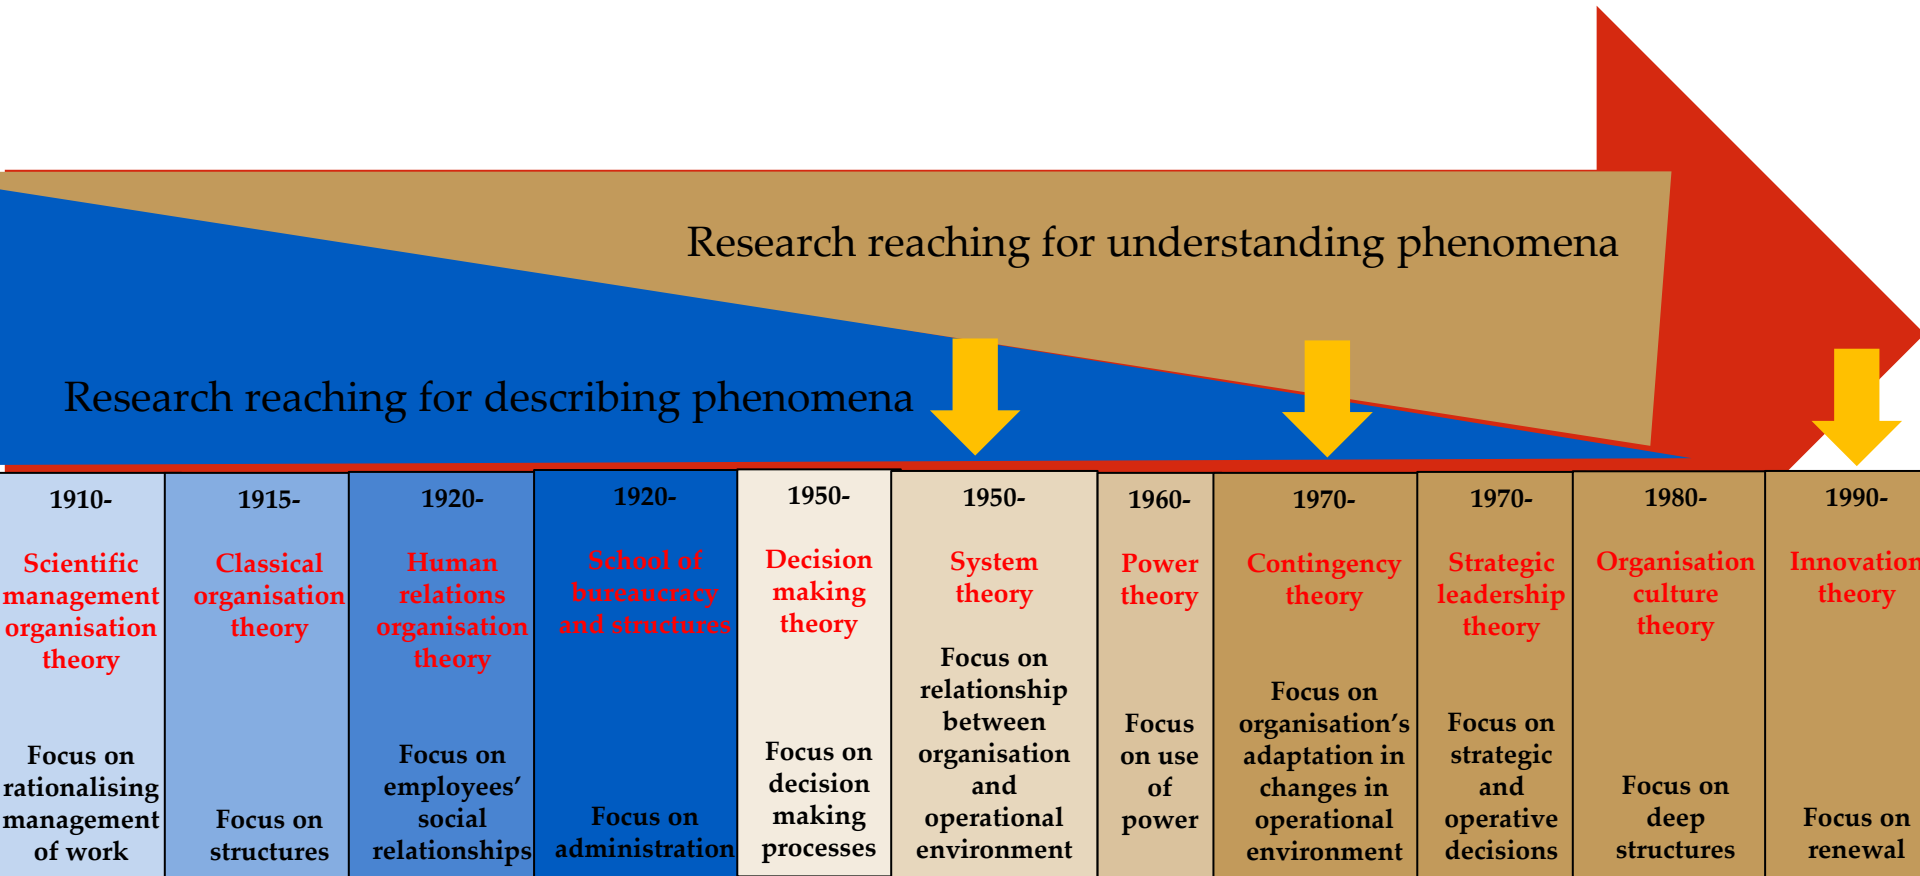 Research reaching for understanding phenomena
Research reaching for describing phenomena
1910-
Scientific
management
organisation
theory
Focus on
rationalising
management
of work
1915-
Classical
organisation
theory
Focus on
structures
1920-
Human
relations
organisation
theory
Focus on
employees’
social
relationships
1920-
School of
bureaucracy
and structures
Focus on
administration
1950-
Decision
making
theory
Focus on
decision
making
processes
1950-
System
theory
Focus on
relationship
between
organisation
and
operational
environment
1960-
Power
theory
Focus
on use
of
power
1970-
Contingency
theory
Focus on
organisation’s
adaptation in
changes in
operational
environment
1970-
Strategic
leadership
theory
Focus on
strategic
and
operative
decisions
1980-
Organisation
culture
theory
Focus on
deep
structures
1990-
Innovation
theory
Focus on
renewal